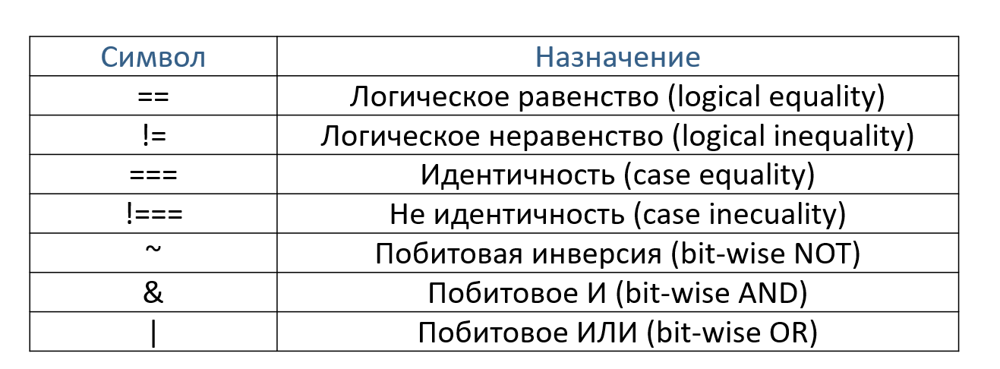 Символ Назначение
== Логическое равенство (logical equality)
!= Логическое неравенство (logical inequality)
=== Идентичность (case equality)
!=== Не идентичность (case inecuality)
~ Побитовая инверсия (bit-wise NOT)
& Побитовое И (bit-wise AND)
| Побитовое ИЛИ (bit-wise OR)